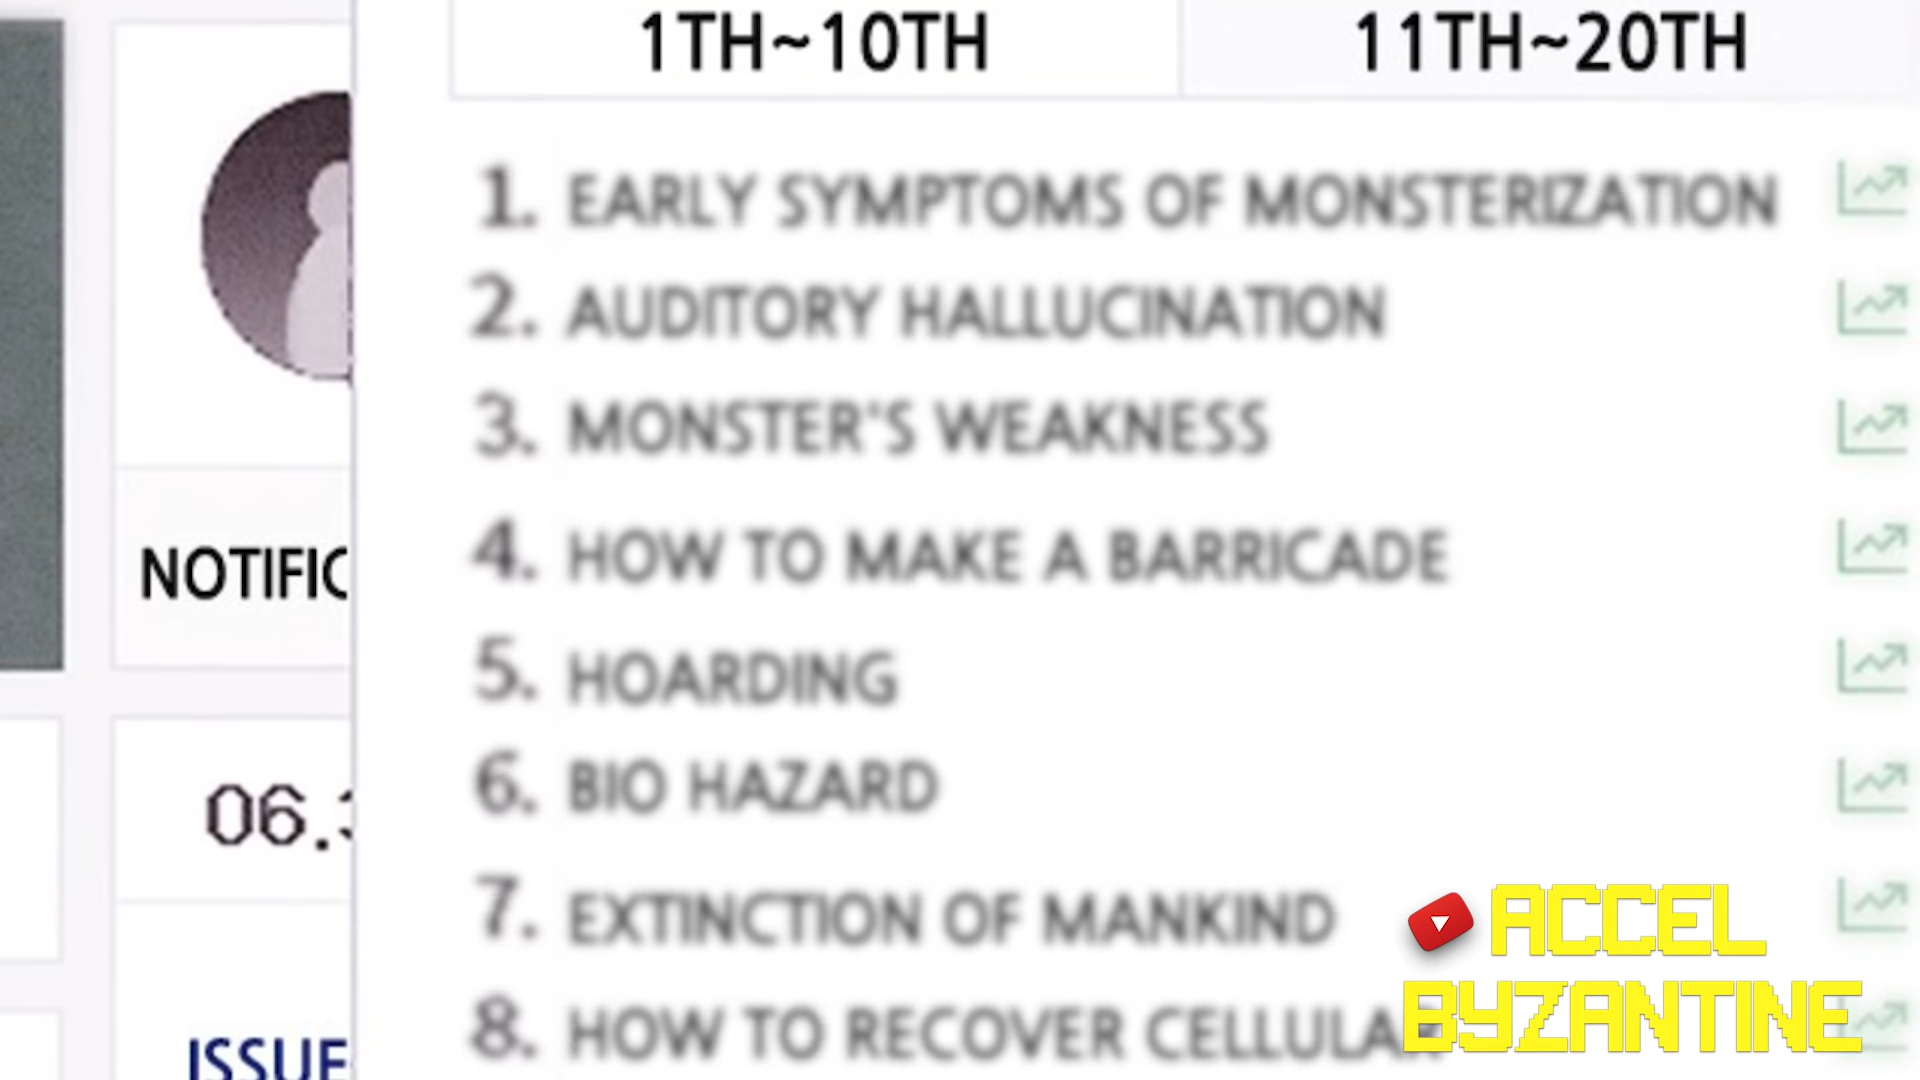 1TH~10TH
11TH~20TH
1. EARLY SYMPTOMS OF MONSTERIZATION
2. AUDITORY HALLUCINATION
3. MONSTER'S WEAKNESS
4. HOW TO MAKE A BARRICADE
5. HOARDING
6. BIO HAZARD
7. EXTINCTION OF MANKIND
8. HOW TO RECOVER CELLULAR
NOTIFIC
06.3
ISSUE
ACCEL
BYZANTINE